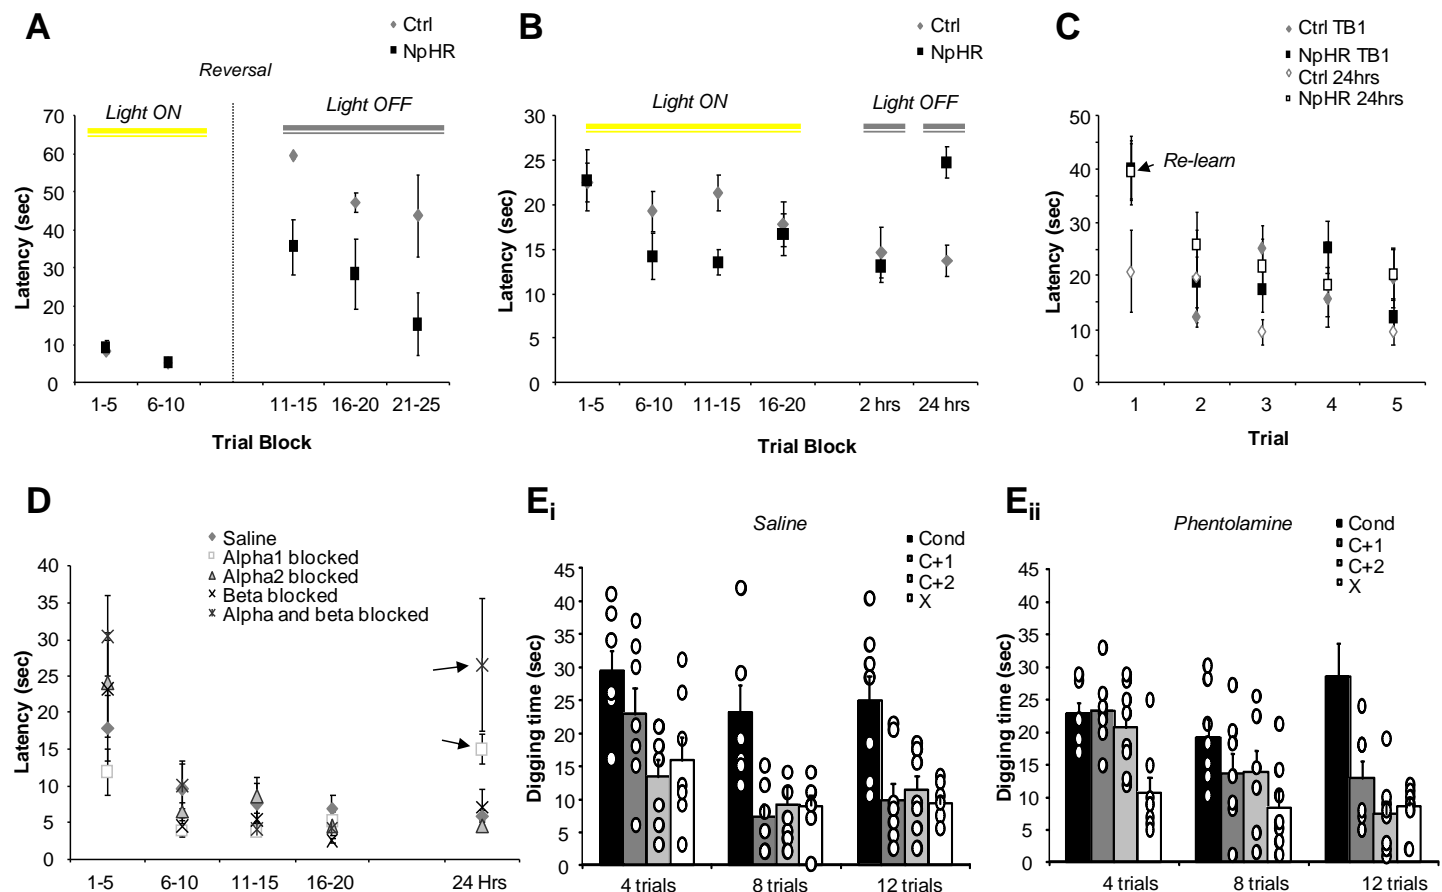 A
Ctrl
NpHR
Reversal
Light ON
Light OFF
70
60
50
40
30
20
10
0
Latency (sec)
1-5 6-10 11-15 16-20 21-25
Trial Block
B
Ctrl
NpHR
Light ON
Light OFF
30
25
20
15
10
5
0
Latency (sec)
1-5 6-10 11-15 16-20 2 hrs 24 hrs
Trial Block
C
Ctrl TB1
NpHR TB1
Ctrl 24hrs
NpHR 24hrs
50
40
30
20
10
0
Re-learn
Latency (sec)
1 2 3 4 5
Trial
D
Saline
Alpha1 blocked
Alpha2 blocked
Beta blocked
Alpha and beta blocked
40
35
30
25
20
15
10
5
0
Latency (sec)
1-5 6-10 11-15 16-20 24 Hrs
Ei
Saline
Cond
C+1
C+2
X
45
40
35
30
25
20
15
10
5
0
Digging time (sec)
4 trials 8 trials 12 trials
Eii
Phentolamine
Cond
C+1
C+2
X
45
40
35
30
25
20
15
10
5
0
Digging time (sec)
4 trials 8 trials 12 trials